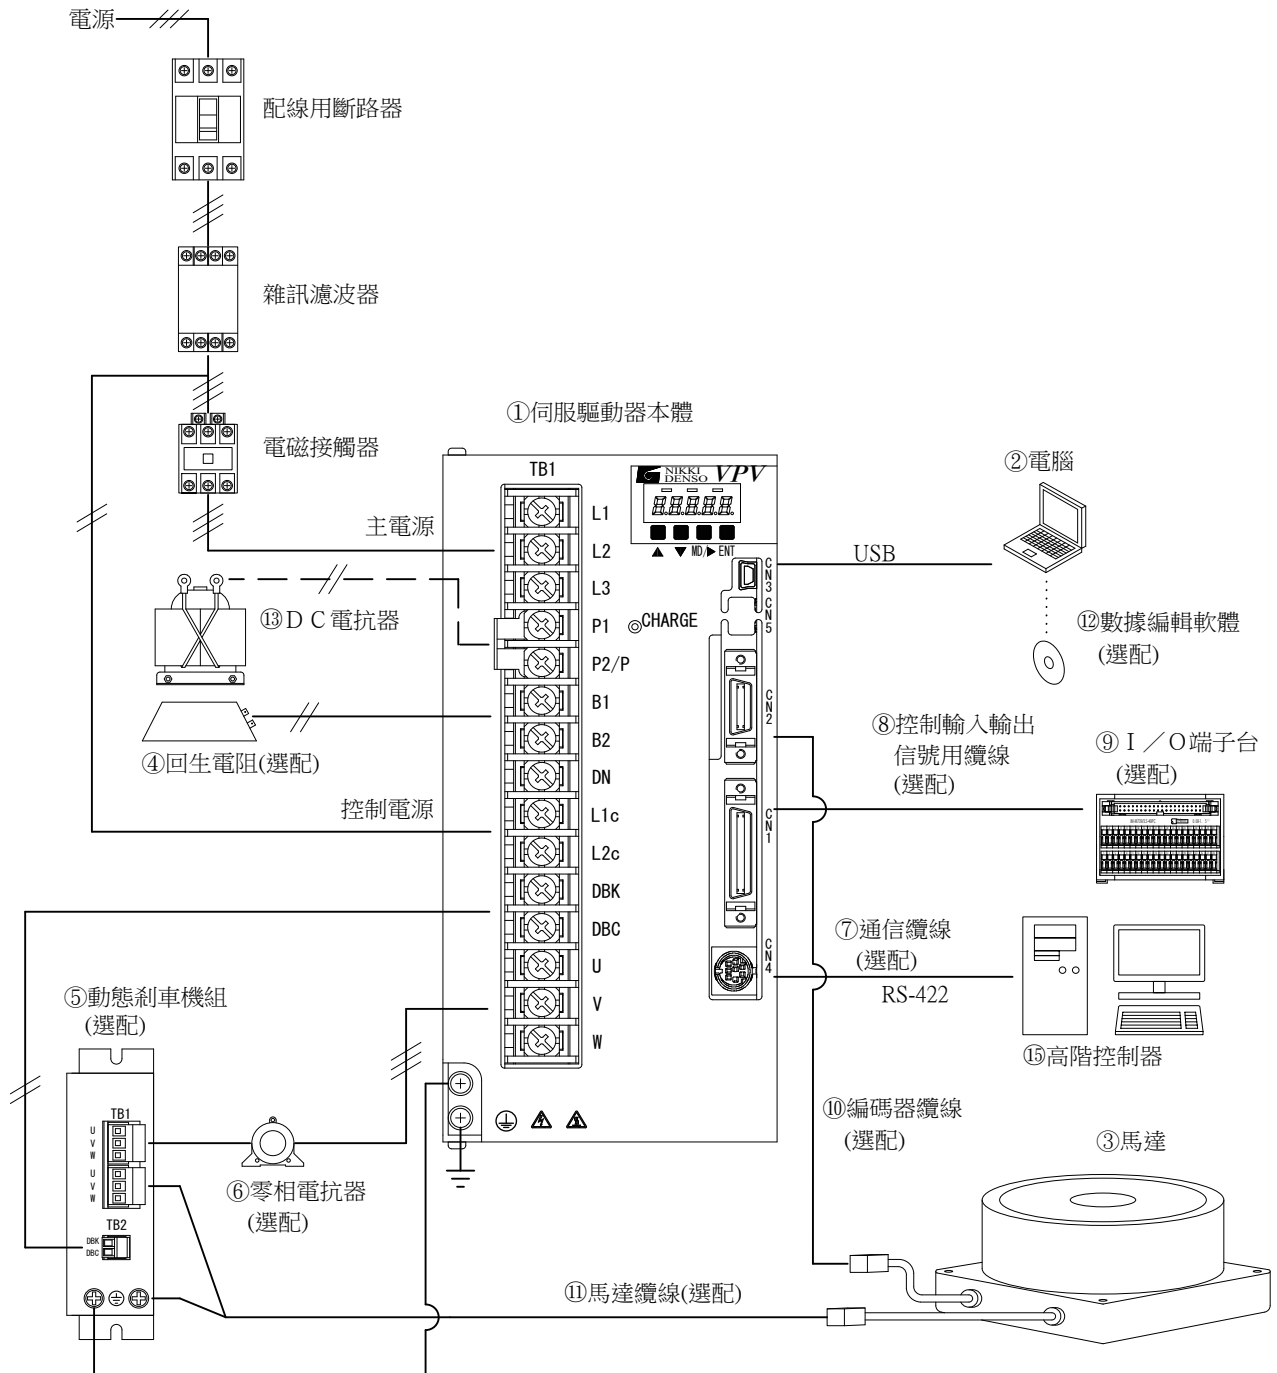 電源
配線用斷路器
雜訊濾波器
電磁接觸器
①伺服驅動器本體
TB1
NIKKI
DENSO
VPV
88888.
▲ ▼ MD/▶ ENT
主電源
L1
L2
L3
P1
P2/P
B1
B2
DN
L1c
L2c
DBK
DBC
U
V
W
CHARGE
CN3
CN5
CN2
CN1
CN4
⑬ＤＣ電抗器
④回生電阻(選配)
控制電源
②電腦
USB
⑫數據編輯軟體
(選配)
⑧控制輸入輸出
信號用纜線
(選配)
⑨Ｉ／Ｏ端子台
(選配)
⑦通信纜線
(選配)
RS-422
⑮高階控制器
⑤動態剎車機組
(選配)
TB1
U
V
W
U
V
W
TB2
DBK
DBC
⑥零相電抗器
(選配)
⑩編碼器纜線
(選配)
③馬達
⑪馬達纜線(選配)